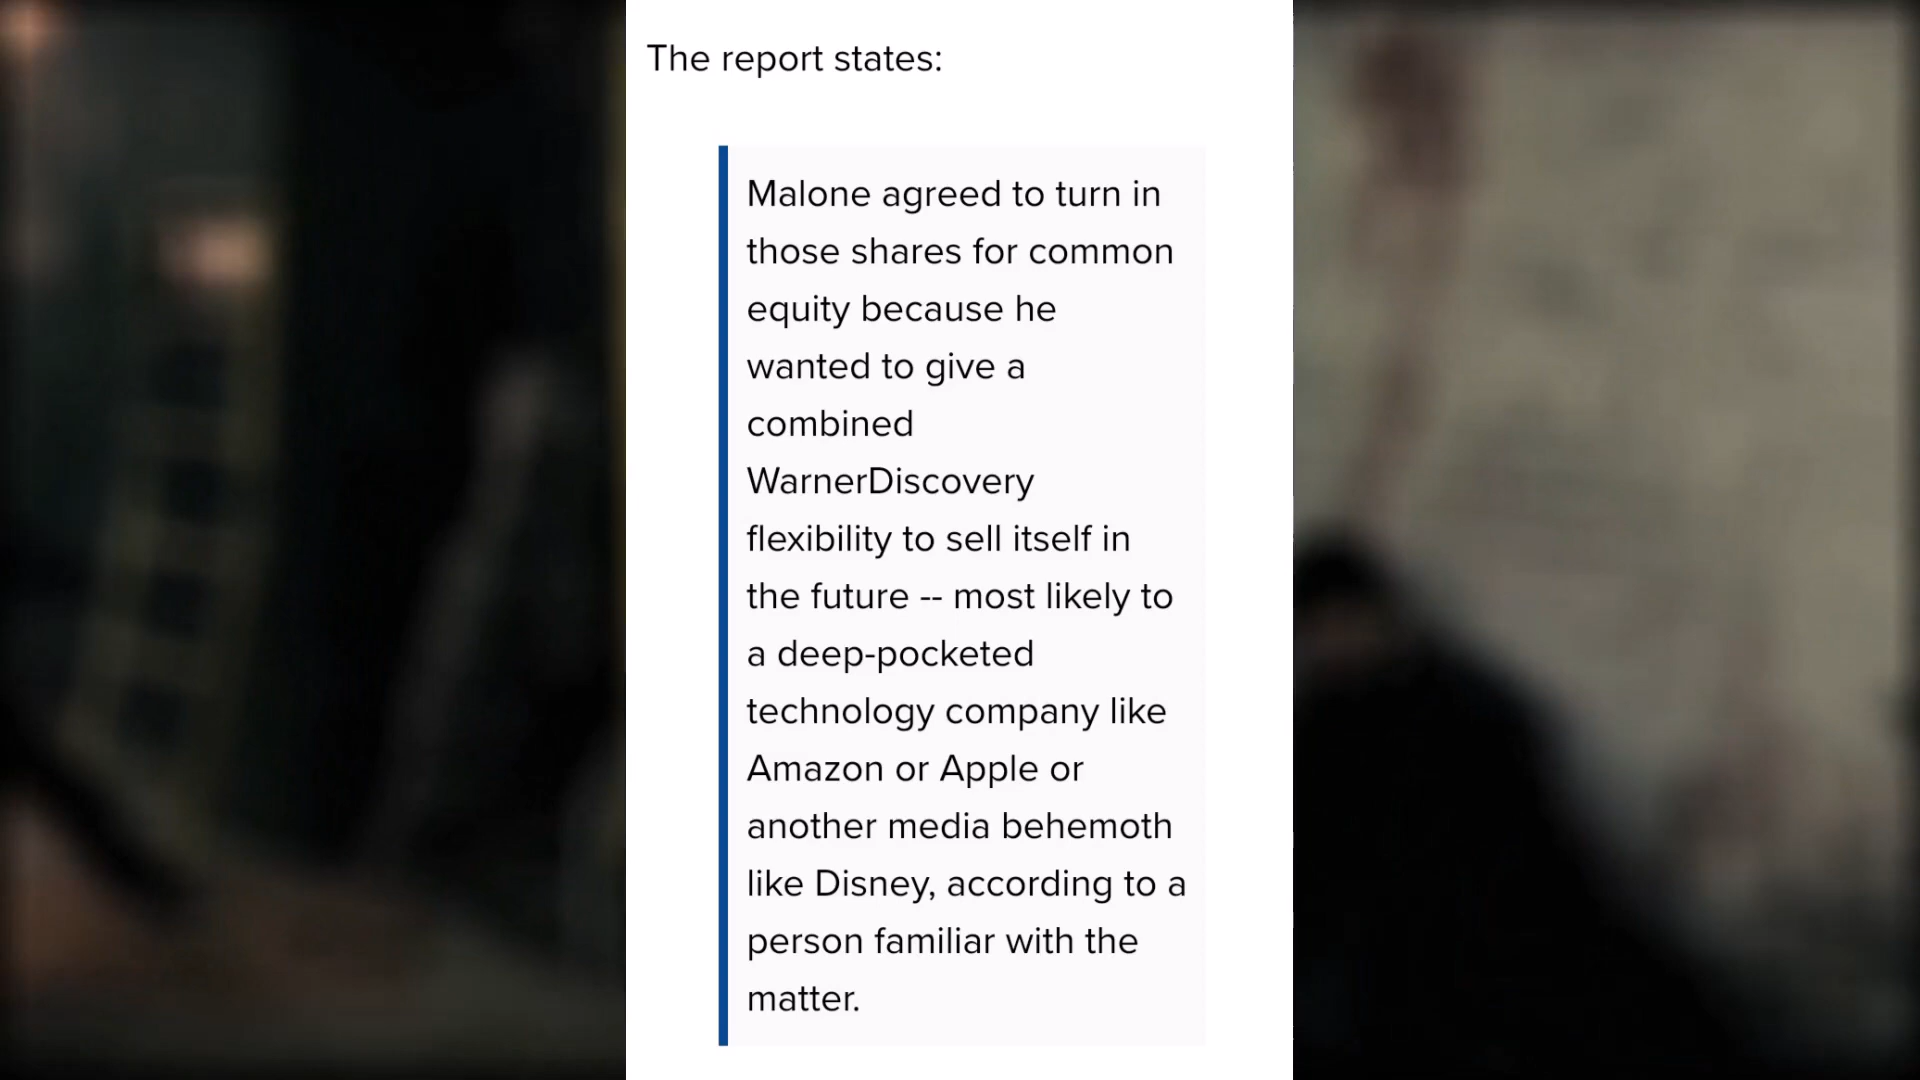 The report states:
Malone agreed to turn in
those shares for common
equity because he
wanted to give a
combined
WarnerDiscovery
flexibility to sell itself in
the future -- most likely to
a deep-pocketed
technology company like
Amazon or Apple or
another media behemoth
like Disney, according to a
person familiar with the
matter.